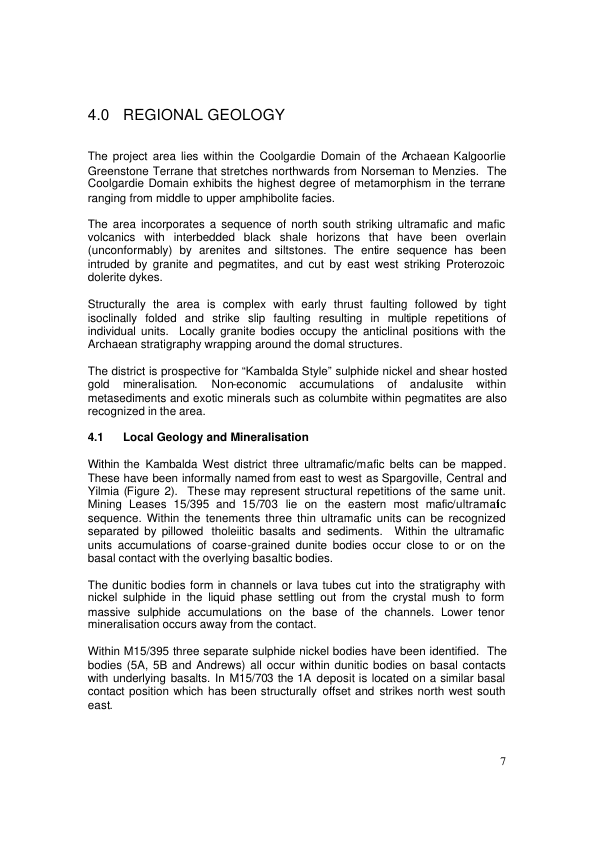 4.0 REGIONAL GEOLOGY
The project area lies within the Coolgardie Domain of the Archaean Kalgoorlie
Greenstone Terrane that stretches northwards from Norseman to Menzies. The
Coolgardie Domain exhibits the highest degree of metamorphism in the terrane
ranging from middle to upper amphibolite facies.
The area incorporates a sequence of north south striking ultramafic and mafic
volcanics with interbedded black shale horizons that have been overlain
(unconformably) by arenites and siltstones. The entire sequence has been
intruded by granite and pegmatites, and cut by east west striking Proterozoic
dolerite dykes.
Structurally the area is complex with early thrust faulting followed by tight
isoclinally folded and strike slip faulting resulting in multiple repetitions of
individual units. Locally granite bodies occupy the anticlinal positions with the
Archaean stratigraphy wrapping around the domal structures.
The district is prospective for “Kambalda Style” sulphide nickel and shear hosted
gold mineralisation. Non-economic accumulations of andalusite within
metasediments and exotic minerals such as columbite within pegmatites are also
recognized in the area.
4.1 Local Geology and Mineralisation
Within the Kambalda West district three ultramafic/mafic belts can be mapped.
These have been informally named from east to west as Spargoville, Central and
Yilmia (Figure 2). These may represent structural repetitions of the same unit.
Mining Leases 15/395 and 15/703 lie on the eastern most mafic/ultramafic
sequence. Within the tenements three thin ultramafic units can be recognized
separated by pillowed tholeiitic basalts and sediments. Within the ultramafic
units accumulations of coarse-grained dunite bodies occur close to or on the
basal contact with the overlying basaltic bodies.
The dunitic bodies form in channels or lava tubes cut into the stratigraphy with
nickel sulphide in the liquid phase settling out from the crystal mush to form
massive sulphide accumulations on the base of the channels. Lower tenor
mineralisation occurs away from the contact.
Within M15/395 three separate sulphide nickel bodies have been identified. The
bodies (5A, 5B and Andrews) all occur within dunitic bodies on basal contacts
with underlying basalts. In M15/703 the 1A deposit is located on a similar basal
contact position which has been structurally offset and strikes north west south
east.
7